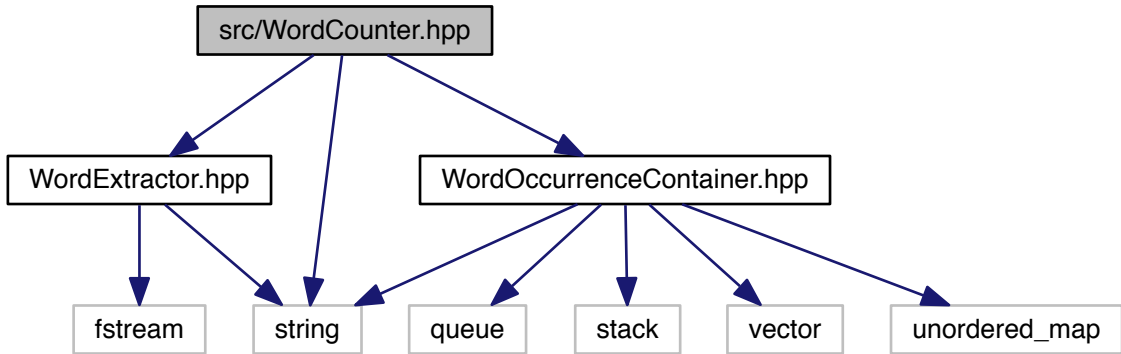 src/WordCounter.hpp
WordExtractor.hpp
WordOccurrenceContainer.hpp
fstream
string
queue
stack
vector
unordered_map